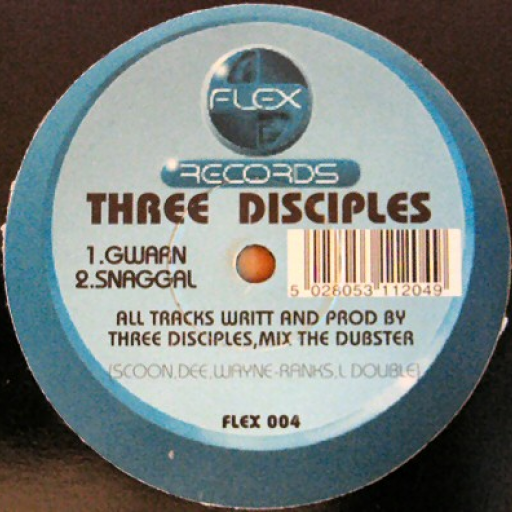 FLEX
RECORDS
THREE DISCIPLES
1.GWARN
2.SNAGGAL
5 026053 112049
ALL TRACKS WRITT AND PROD BY
THREE DISCIPLES,MIX THE DUBSTER
(SCOON,DEE,WAYNE-RANKS,L DOUBLE)
FLEX 004